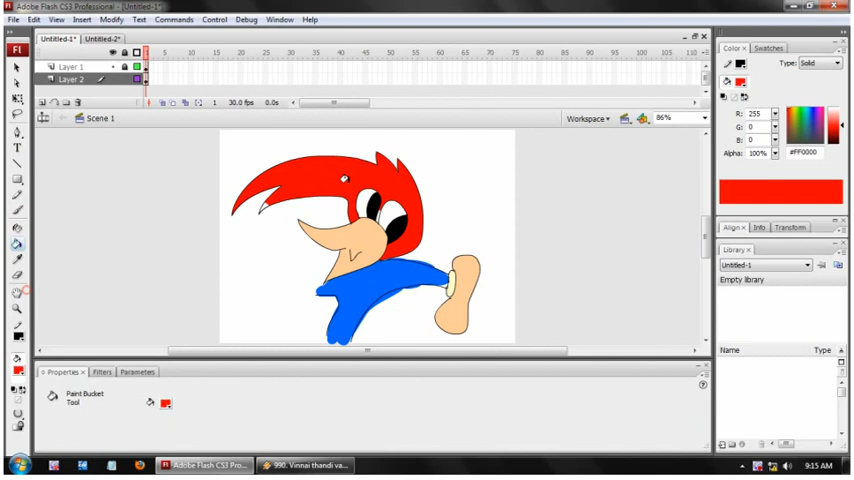 Adobe Flash CS3 Professional - [Untitled-1*]
File Edit View Insert Modify Text Commands Control Debug Window Help
Fl
Untitled-1* × Untitled-2* ×
5 10 15 20 25 30 35 40 45 50 55 60 65 70 75 80 85 90 95 100 105 110
Layer 1
Layer 2
1 30.0 fps 0.0s
Scene 1
Workspace
86%
Color × Swatches
Type: Solid
R: 255
G: 0
B: 0
Alpha: 100%
#FF0000
Align × Info Transform
Library ×
Untitled-1
Empty library
Name Type
Properties × Filters Parameters
Paint Bucket
Tool
Adobe Flash CS3 Pro...
990. Vinnai thandi va...
9:15 AM